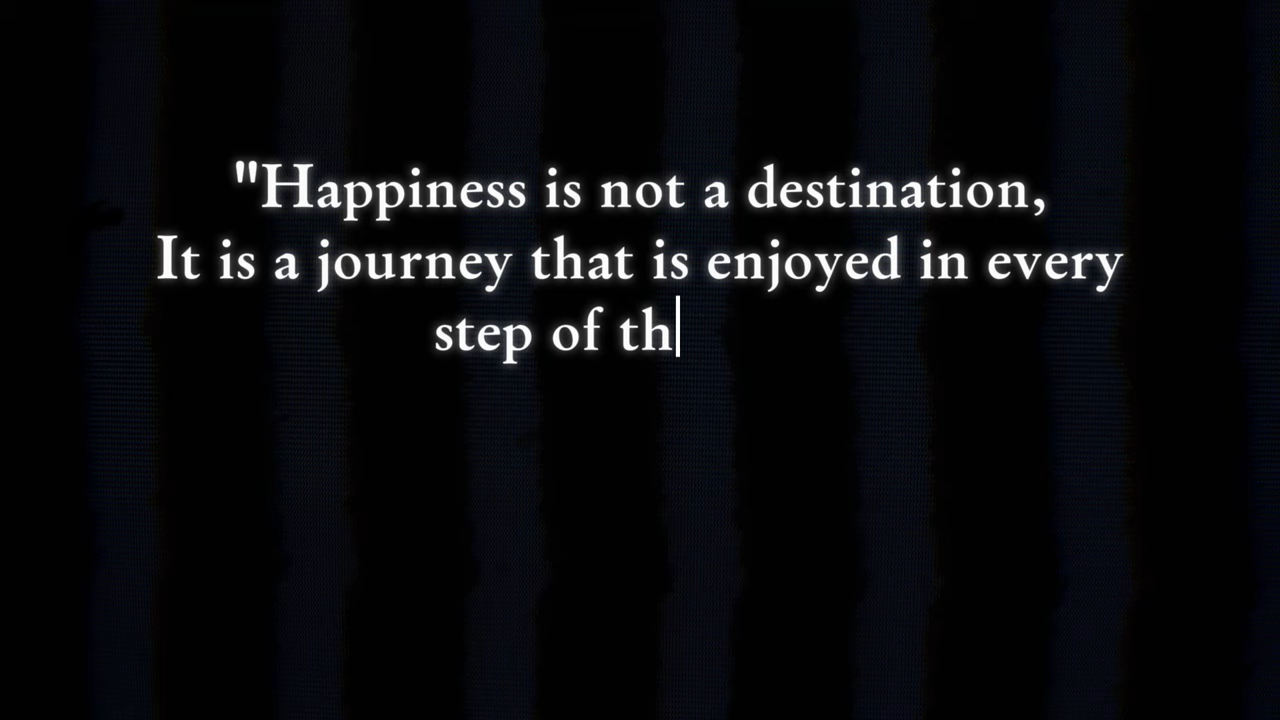 "Happiness is not a destination,
It is a journey that is enjoyed in every
step of th